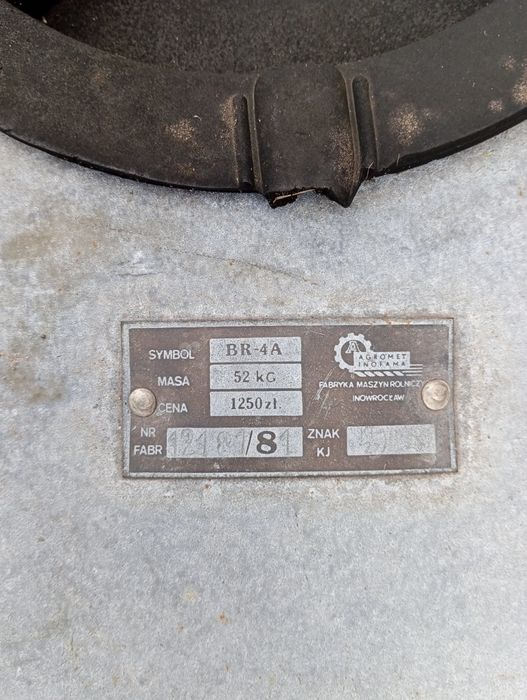 SYMBOL BR-4A
MASA 52 kG
CENA 1250 zł.
NR
FABR /8
ZNAK
KJ
AGROMET
INOFAMA
FABRYKA MASZYN ROLNICZ
INOWROCŁAW